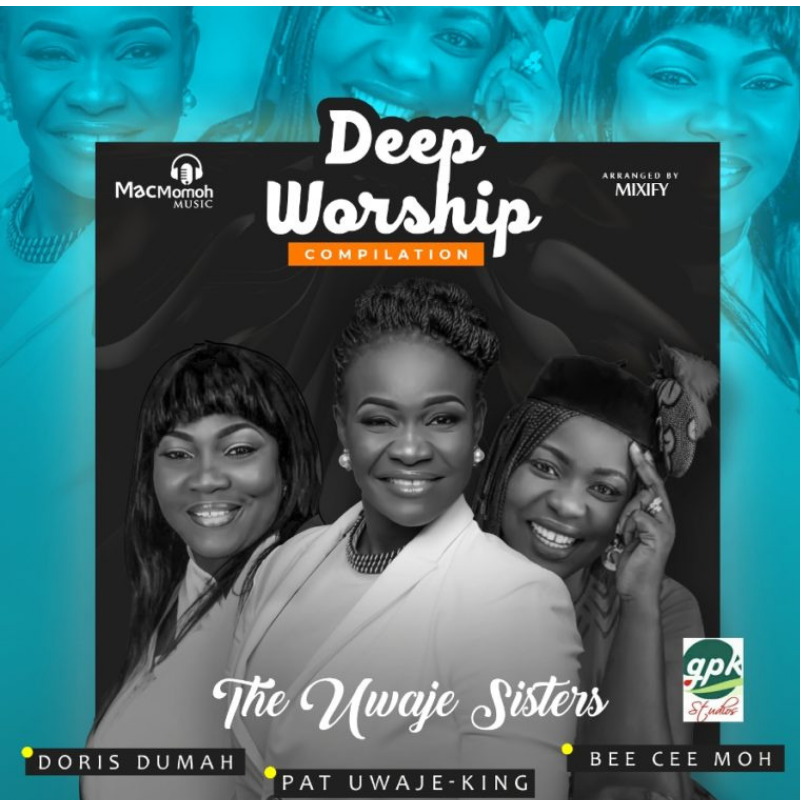 Deep
Worship
COMPILATION
MacMomoh
MUSIC
ARRANGED BY
MIXIFY
The Uwaje Sisters
gpk
Studios
DORIS DUMAH
PAT UWAJE-KING
BEE CEE MOH